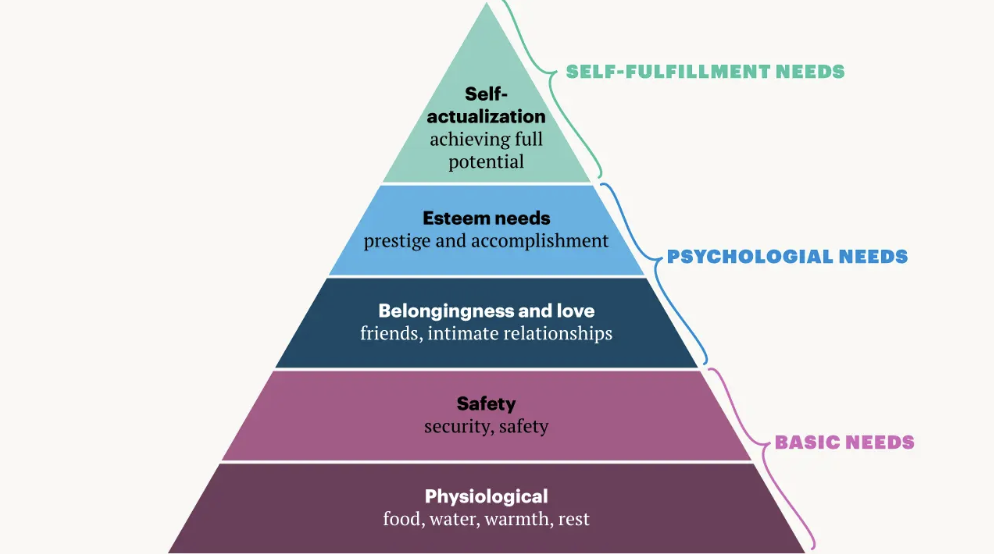 Self-
actualization
achieving full
potential
SELF-FULFILLMENT NEEDS
Esteem needs
prestige and accomplishment
PSYCHOLOGIAL NEEDS
Belongingness and love
friends, intimate relationships
Safety
security, safety
BASIC NEEDS
Physiological
food, water, warmth, rest